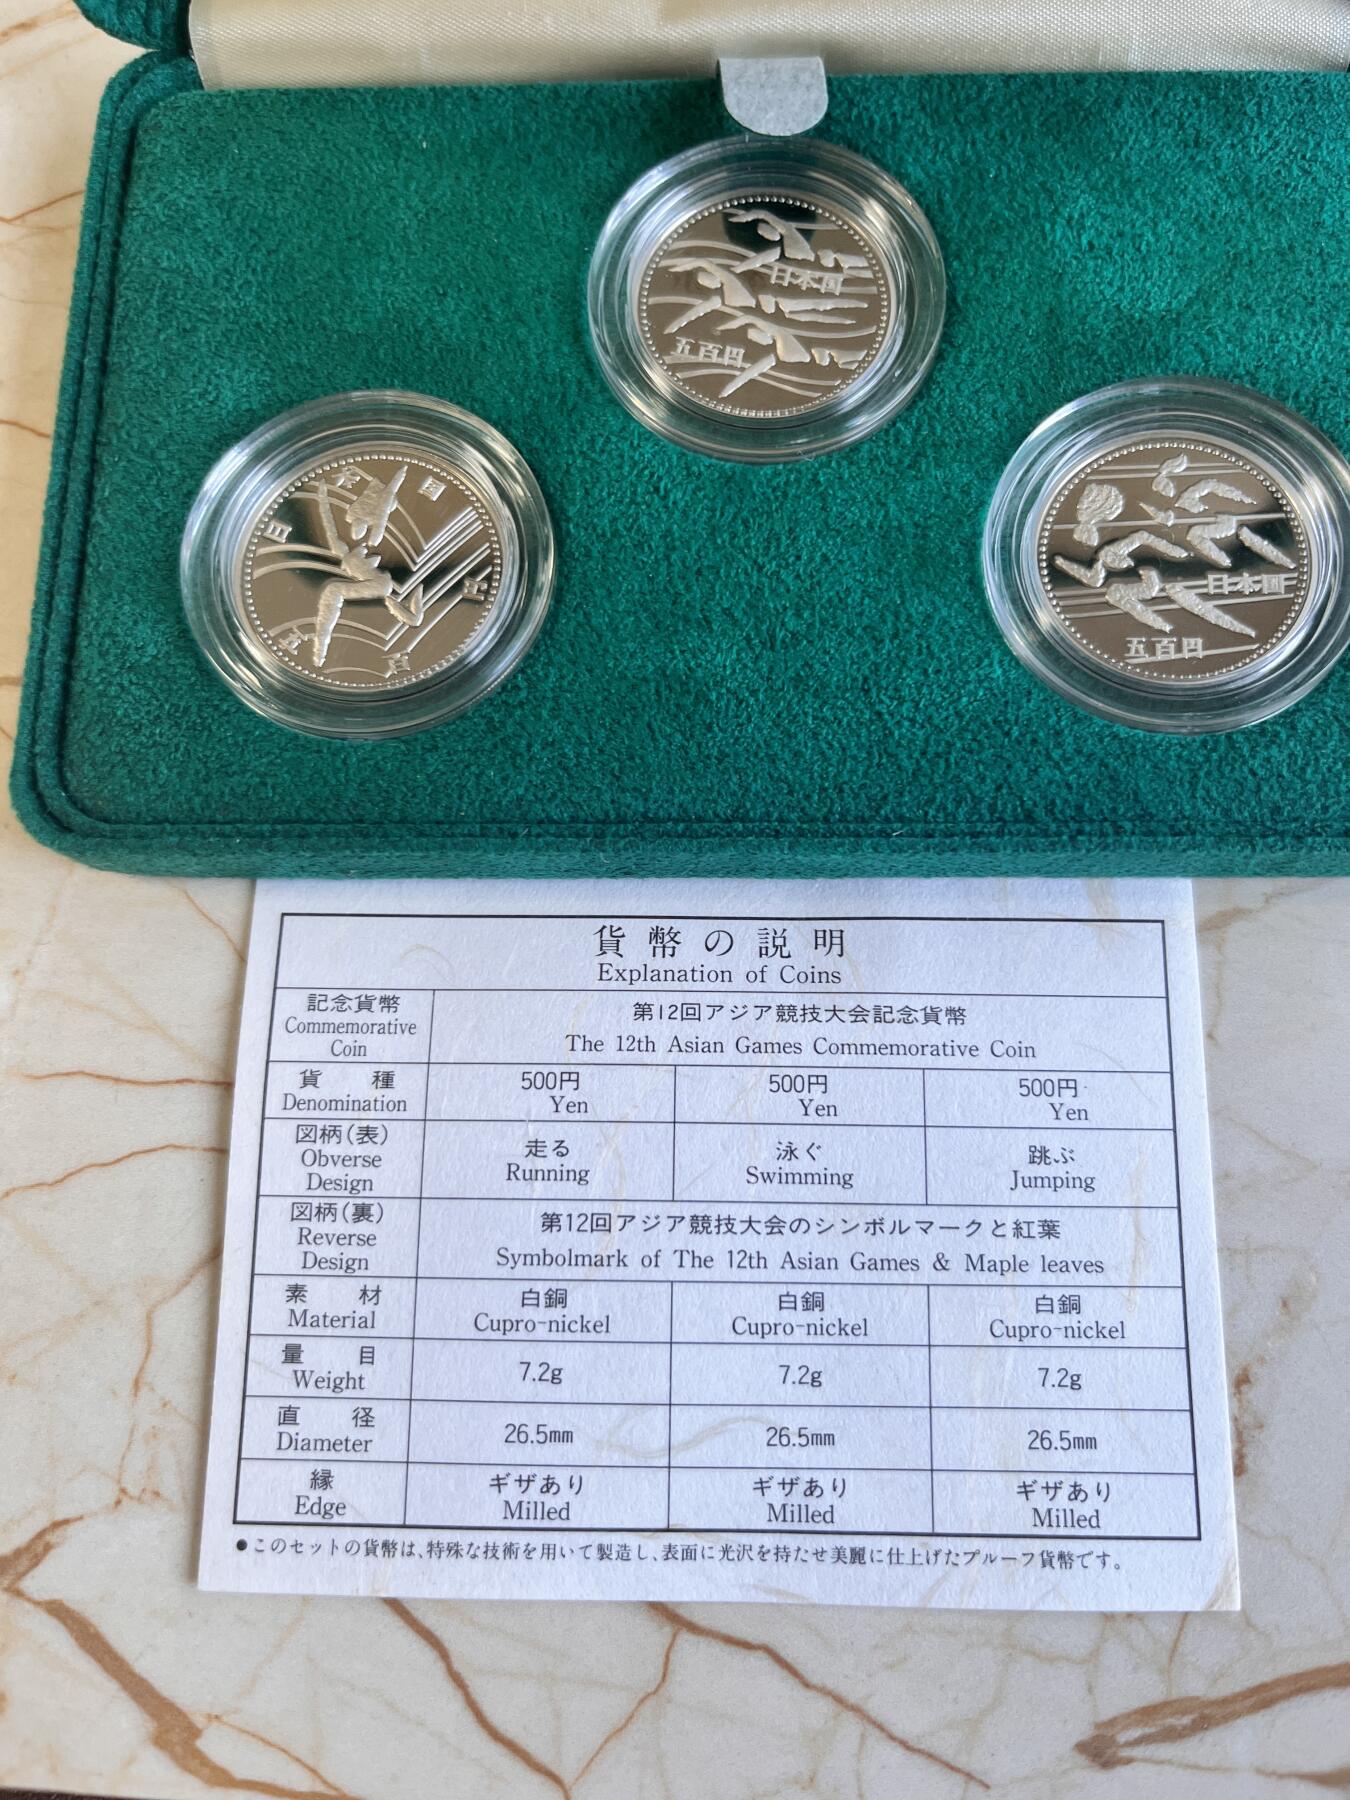 日本国
五百円
日本国
五百円
日本国
五百円
貨幣の説明
Explanation of Coins
記念貨幣
Commemorative
Coin
第12回アジア競技大会記念貨幣
The 12th Asian Games Commemorative Coin
貨種
Denomination
500円
Yen
500円
Yen
500円
Yen
図柄(表)
Obverse
Design
走る
Running
泳ぐ
Swimming
跳ぶ
Jumping
図柄(裏)
Reverse
Design
第12回アジア競技大会のシンボルマークと紅葉
Symbolmark of The 12th Asian Games & Maple leaves
素材
Material
白銅
Cupro-nickel
白銅
Cupro-nickel
白銅
Cupro-nickel
量目
Weight
7.2g
7.2g
7.2g
直径
Diameter
26.5㎜
26.5㎜
26.5㎜
縁
Edge
ギザあり
Milled
ギザあり
Milled
ギザあり
Milled
●このセットの貨幣は、特殊な技術を用いて製造し、表面に光沢を持たせ美麗に仕上げたプルーフ貨幣です。